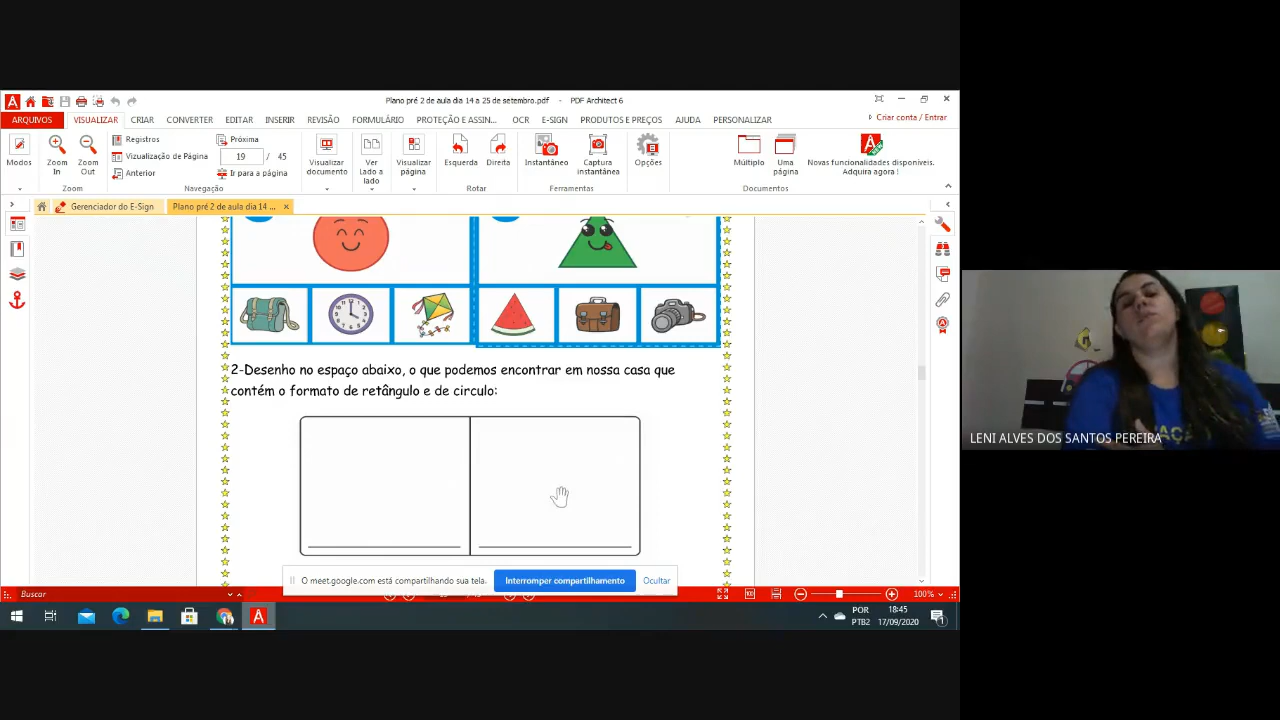 Plano pré 2 de aula dia 14 a 25 de setembro.pdf - PDF Architect 6
ARQUIVOS VISUALIZAR CRIAR CONVERTER EDITAR INSERIR REVISÃO FORMULÁRIO PROTEÇÃO E ASSIN... OCR E-SIGN PRODUTOS E PREÇOS AJUDA PERSONALIZAR Criar conta / Entrar
Modos
Zoom In
Zoom Out
Zoom
Registros
Vizualização de Página
Anterior
Próxima
19 / 45
Ir para a página
Navegação
Visualizar documento
Ver Lado a lado
Visualizar página
Esquerda
Direita
Rotar
Instantâneo
Captura instantânea
Ferramentas
Opções
Múltiplo
Uma página
Documentos
Novas funcionalidades disponíveis.
Adquira agora !
Gerenciador do E-Sign
Plano pré 2 de aula dia 14 ... ×
2-Desenho no espaço abaixo, o que podemos encontrar em nossa casa que
contém o formato de retângulo e de circulo:
O meet.google.com está compartilhando sua tela. Interromper compartilhamento Ocultar
Buscar
100%
POR
PTB2
18:45
17/09/2020
LENI ALVES DOS SANTOS PEREIRA